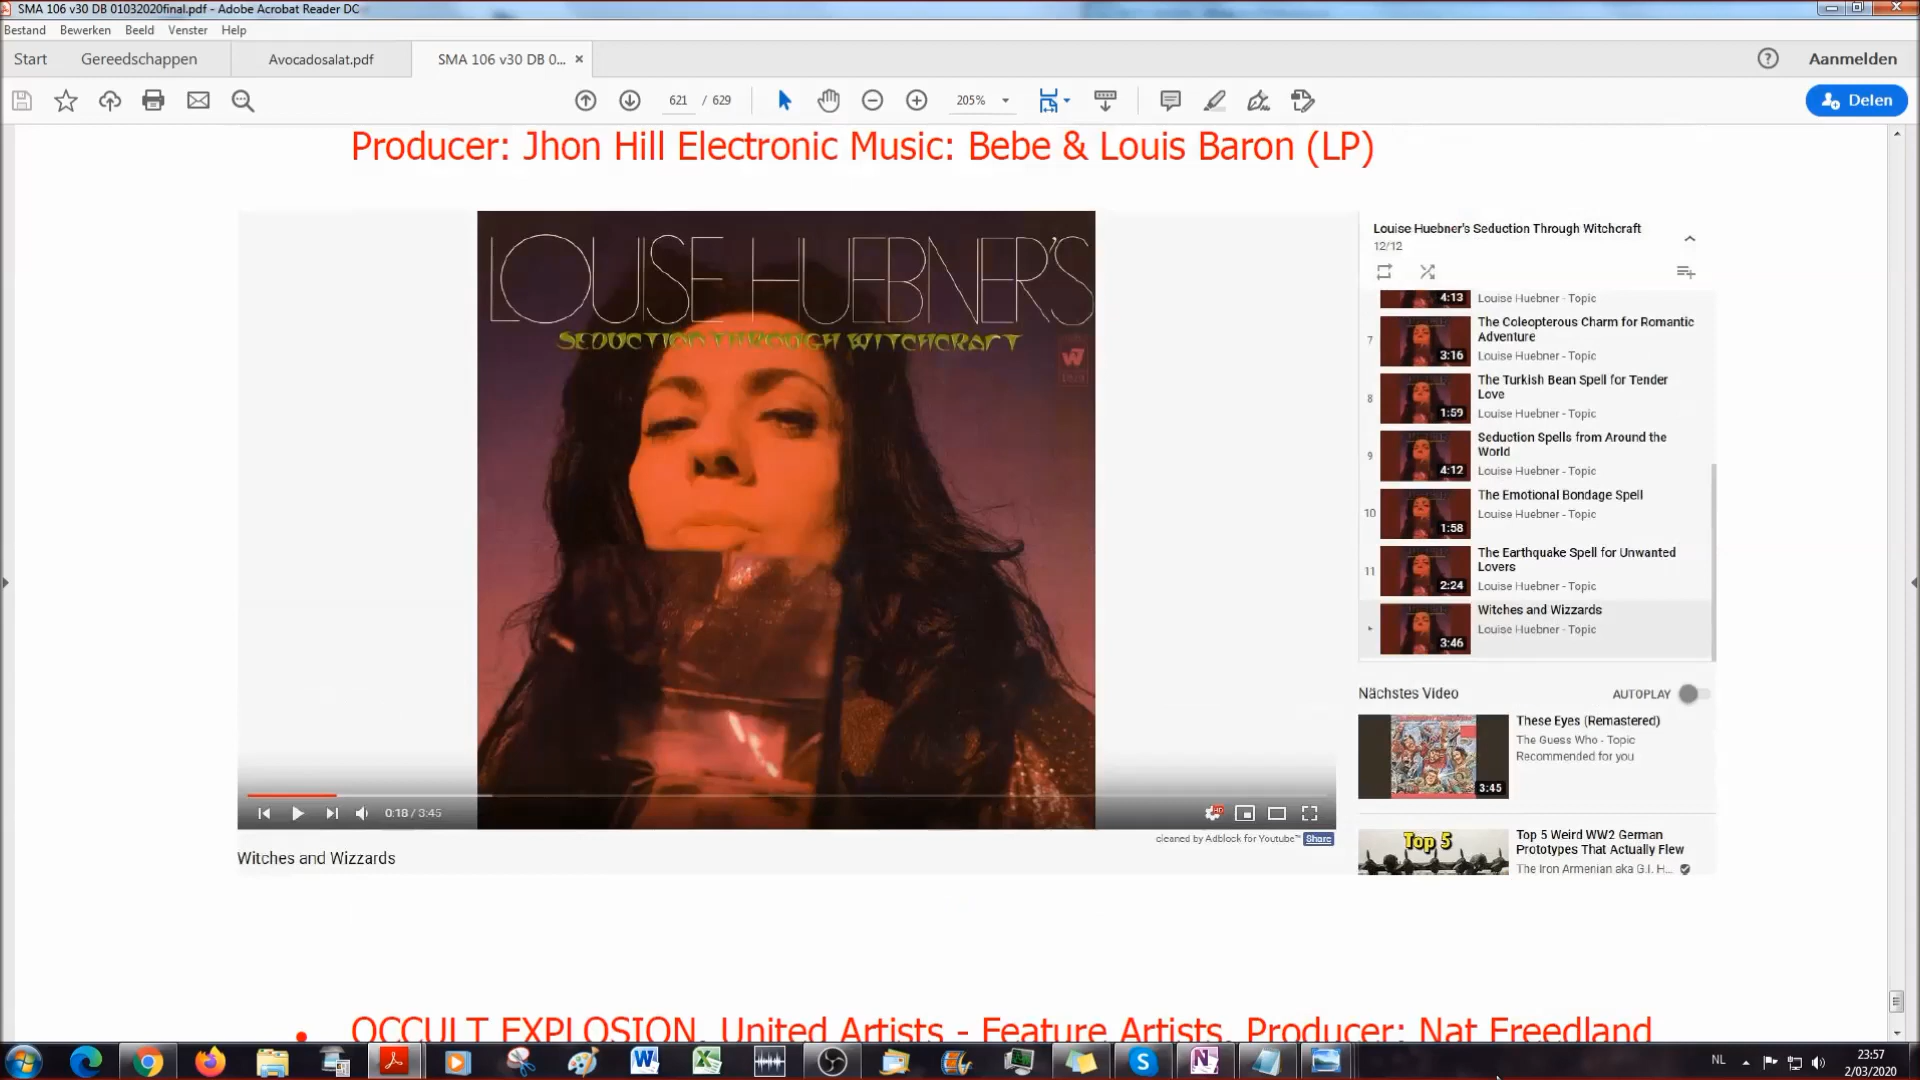 SMA 106 v30 DB 01032020final.pdf - Adobe Acrobat Reader DC
Bestand Bewerken Beeld Venster Help
Start Gereedschappen Avocadosalat.pdf SMA 106 v30 DB 0... × Aanmelden
621 / 629 205% Delen
Producer: Jhon Hill Electronic Music: Bebe & Louis Baron (LP)
LOUISE HUEBNER'S
SEDUCTION THROUGH WITCHCRAFT
Louise Huebner's Seduction Through Witchcraft
12/12
4:13 Louise Huebner - Topic
7 The Coleopterous Charm for Romantic
Adventure
3:16 Louise Huebner - Topic
8 The Turkish Bean Spell for Tender
Love
1:59 Louise Huebner - Topic
9 Seduction Spells from Around the
World
4:12 Louise Huebner - Topic
10 The Emotional Bondage Spell
Louise Huebner - Topic
1:58
11 The Earthquake Spell for Unwanted
Lovers
2:24 Louise Huebner - Topic
Witches and Wizzards
Louise Huebner - Topic
3:46
Nächstes Video AUTOPLAY
These Eyes (Remastered)
The Guess Who - Topic
Recommended for you
3:45
Top 5
Top 5 Weird WW2 German
Prototypes That Actually Flew
The Iron Armenian aka G.I. H...
0:18 / 3:45
HD
cleaned by Adblock for Youtube™ Share
Witches and Wizzards
• OCCULT EXPLOSION. United Artists - Feature Artists. Producer: Nat Freedland
NL 23:57
2/03/2020